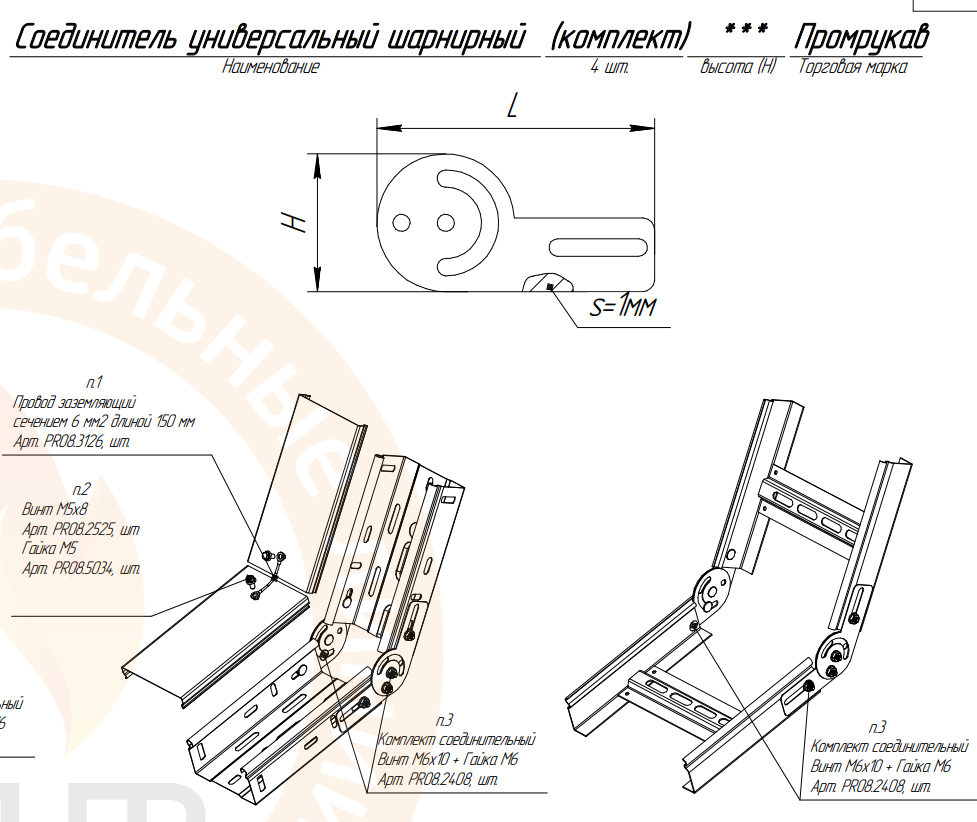 Соединитель универсальный шарнирный (комплект) *** Промрукав
Наименование 4 шт. высота (H) Торговая марка
L
H
s=1мм
п.1
Провод заземляющий
сечением 6 мм2 длиной 150 мм
Арт. PR08.3126, шт.
п.2
Винт М5х8
Арт. PR08.2525, шт
Гайка М5
Арт. PR08.5034, шт.
п.3
Комплект соединительный
Винт М6х10 + Гайка М6
Арт. PR08.2408, шт.
п.3
Комплект соединительный
Винт М6х10 + Гайка М6
Арт. PR08.2408, шт.